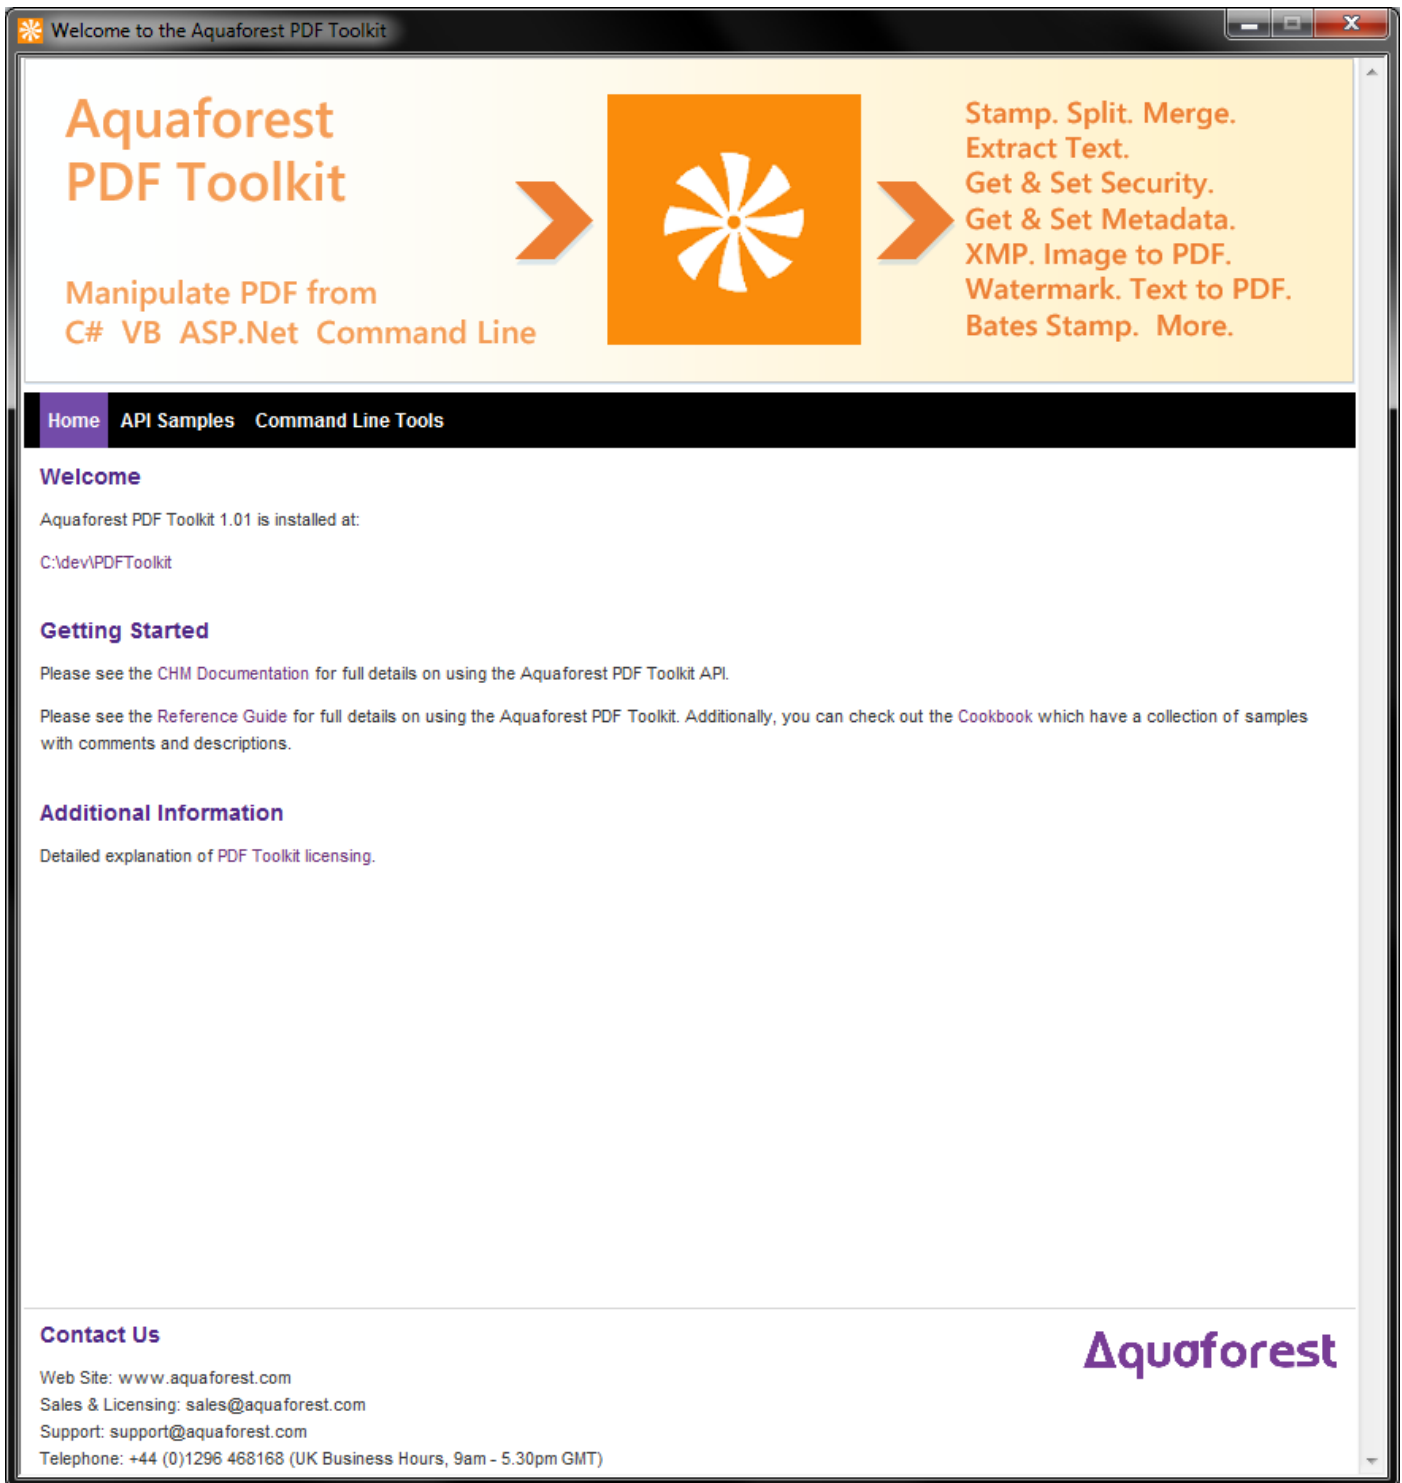 Welcome to the Aquaforest PDF Toolkit
Aquaforest
PDF Toolkit
Manipulate PDF from
C# VB ASP.Net Command Line
Stamp. Split. Merge.
Extract Text.
Get & Set Security.
Get & Set Metadata.
XMP. Image to PDF.
Watermark. Text to PDF.
Bates Stamp. More.
Home API Samples Command Line Tools
Welcome
Aquaforest PDF Toolkit 1.01 is installed at:
C:\dev\PDFToolkit
Getting Started
Please see the CHM Documentation for full details on using the Aquaforest PDF Toolkit API.
Please see the Reference Guide for full details on using the Aquaforest PDF Toolkit. Additionally, you can check out the Cookbook which have a collection of samples
with comments and descriptions.
Additional Information
Detailed explanation of PDF Toolkit licensing.
Contact Us
Web Site: www.aquaforest.com
Sales & Licensing: sales@aquaforest.com
Support: support@aquaforest.com
Telephone: +44 (0)1296 468168 (UK Business Hours, 9am - 5.30pm GMT)
Aquaforest